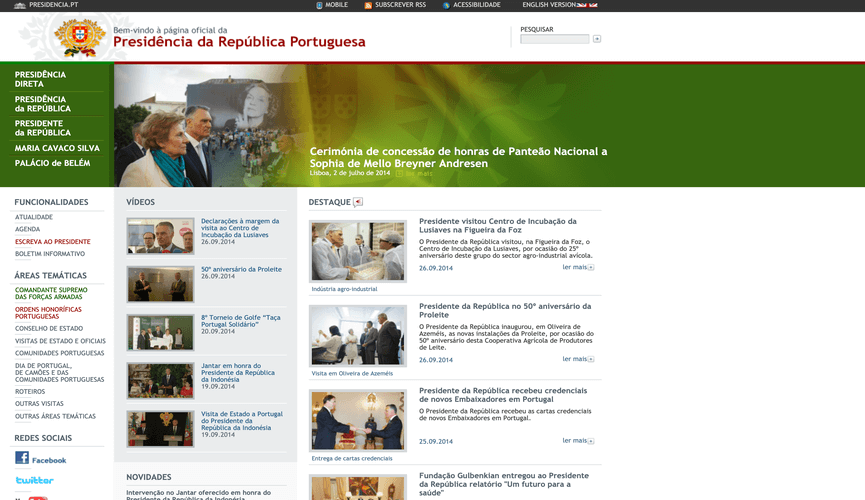 PRESIDENCIA.PT
MOBILE
SUBSCREVER RSS
ACESSIBILIDADE
ENGLISH VERSION
Bem-vindo à página oficial da
Presidência da República Portuguesa
PESQUISAR
PRESIDÊNCIA
DIRETA
PRESIDÊNCIA
da REPÚBLICA
PRESIDENTE
da REPÚBLICA
MARIA CAVACO SILVA
PALÁCIO de BELÉM
Cerimónia de concessão de honras de Panteão Nacional a
Sophia de Mello Breyner Andresen
Lisboa, 2 de julho de 2014
ler mais
FUNCIONALIDADES
ATUALIDADE
AGENDA
ESCREVA AO PRESIDENTE
BOLETIM INFORMATIVO
ÁREAS TEMÁTICAS
COMANDANTE SUPREMO
DAS FORÇAS ARMADAS
ORDENS HONORÍFICAS
PORTUGUESAS
CONSELHO DE ESTADO
VISITAS DE ESTADO E OFICIAIS
COMUNIDADES PORTUGUESAS
DIA DE PORTUGAL,
DE CAMÕES E DAS
COMUNIDADES PORTUGUESAS
ROTEIROS
OUTRAS VISITAS
OUTRAS ÁREAS TEMÁTICAS
REDES SOCIAIS
Facebook
twitter
VÍDEOS
Declarações à margem da
visita ao Centro de
Incubação da Lusiaves
26.09.2014
50º aniversário da Proleite
26.09.2014
8º Torneio de Golfe "Taça
Portugal Solidário"
20.09.2014
Jantar em honra do
Presidente da República
da Indonésia
19.09.2014
Visita de Estado a Portugal
do Presidente da
República da Indonésia
19.09.2014
NOVIDADES
Intervenção no Jantar oferecido em honra do
Presidente da República da Indonésia
DESTAQUE
Presidente visitou Centro de Incubação da
Lusiaves na Figueira da Foz
O Presidente da República visitou, na Figueira da Foz, o
Centro de Incubação da Lusiaves, por ocasião do 25º
aniversário deste grupo do sector agro-industrial avícola.
26.09.2014
ler mais
Indústria agro-industrial
Presidente da República no 50º aniversário da
Proleite
O Presidente da República inaugurou, em Oliveira de
Azeméis, as novas instalações da Proleite, por ocasião do
50º aniversário desta Cooperativa Agrícola de Produtores
de Leite.
26.09.2014
ler mais
Visita em Oliveira de Azeméis
Presidente da República recebeu credenciais
de novos Embaixadores em Portugal
O Presidente da República recebeu as cartas credenciais
de novos Embaixadores em Portugal.
25.09.2014
ler mais
Entrega de cartas credenciais
Fundação Gulbenkian entregou ao Presidente
da República relatório "Um futuro para a
saúde"